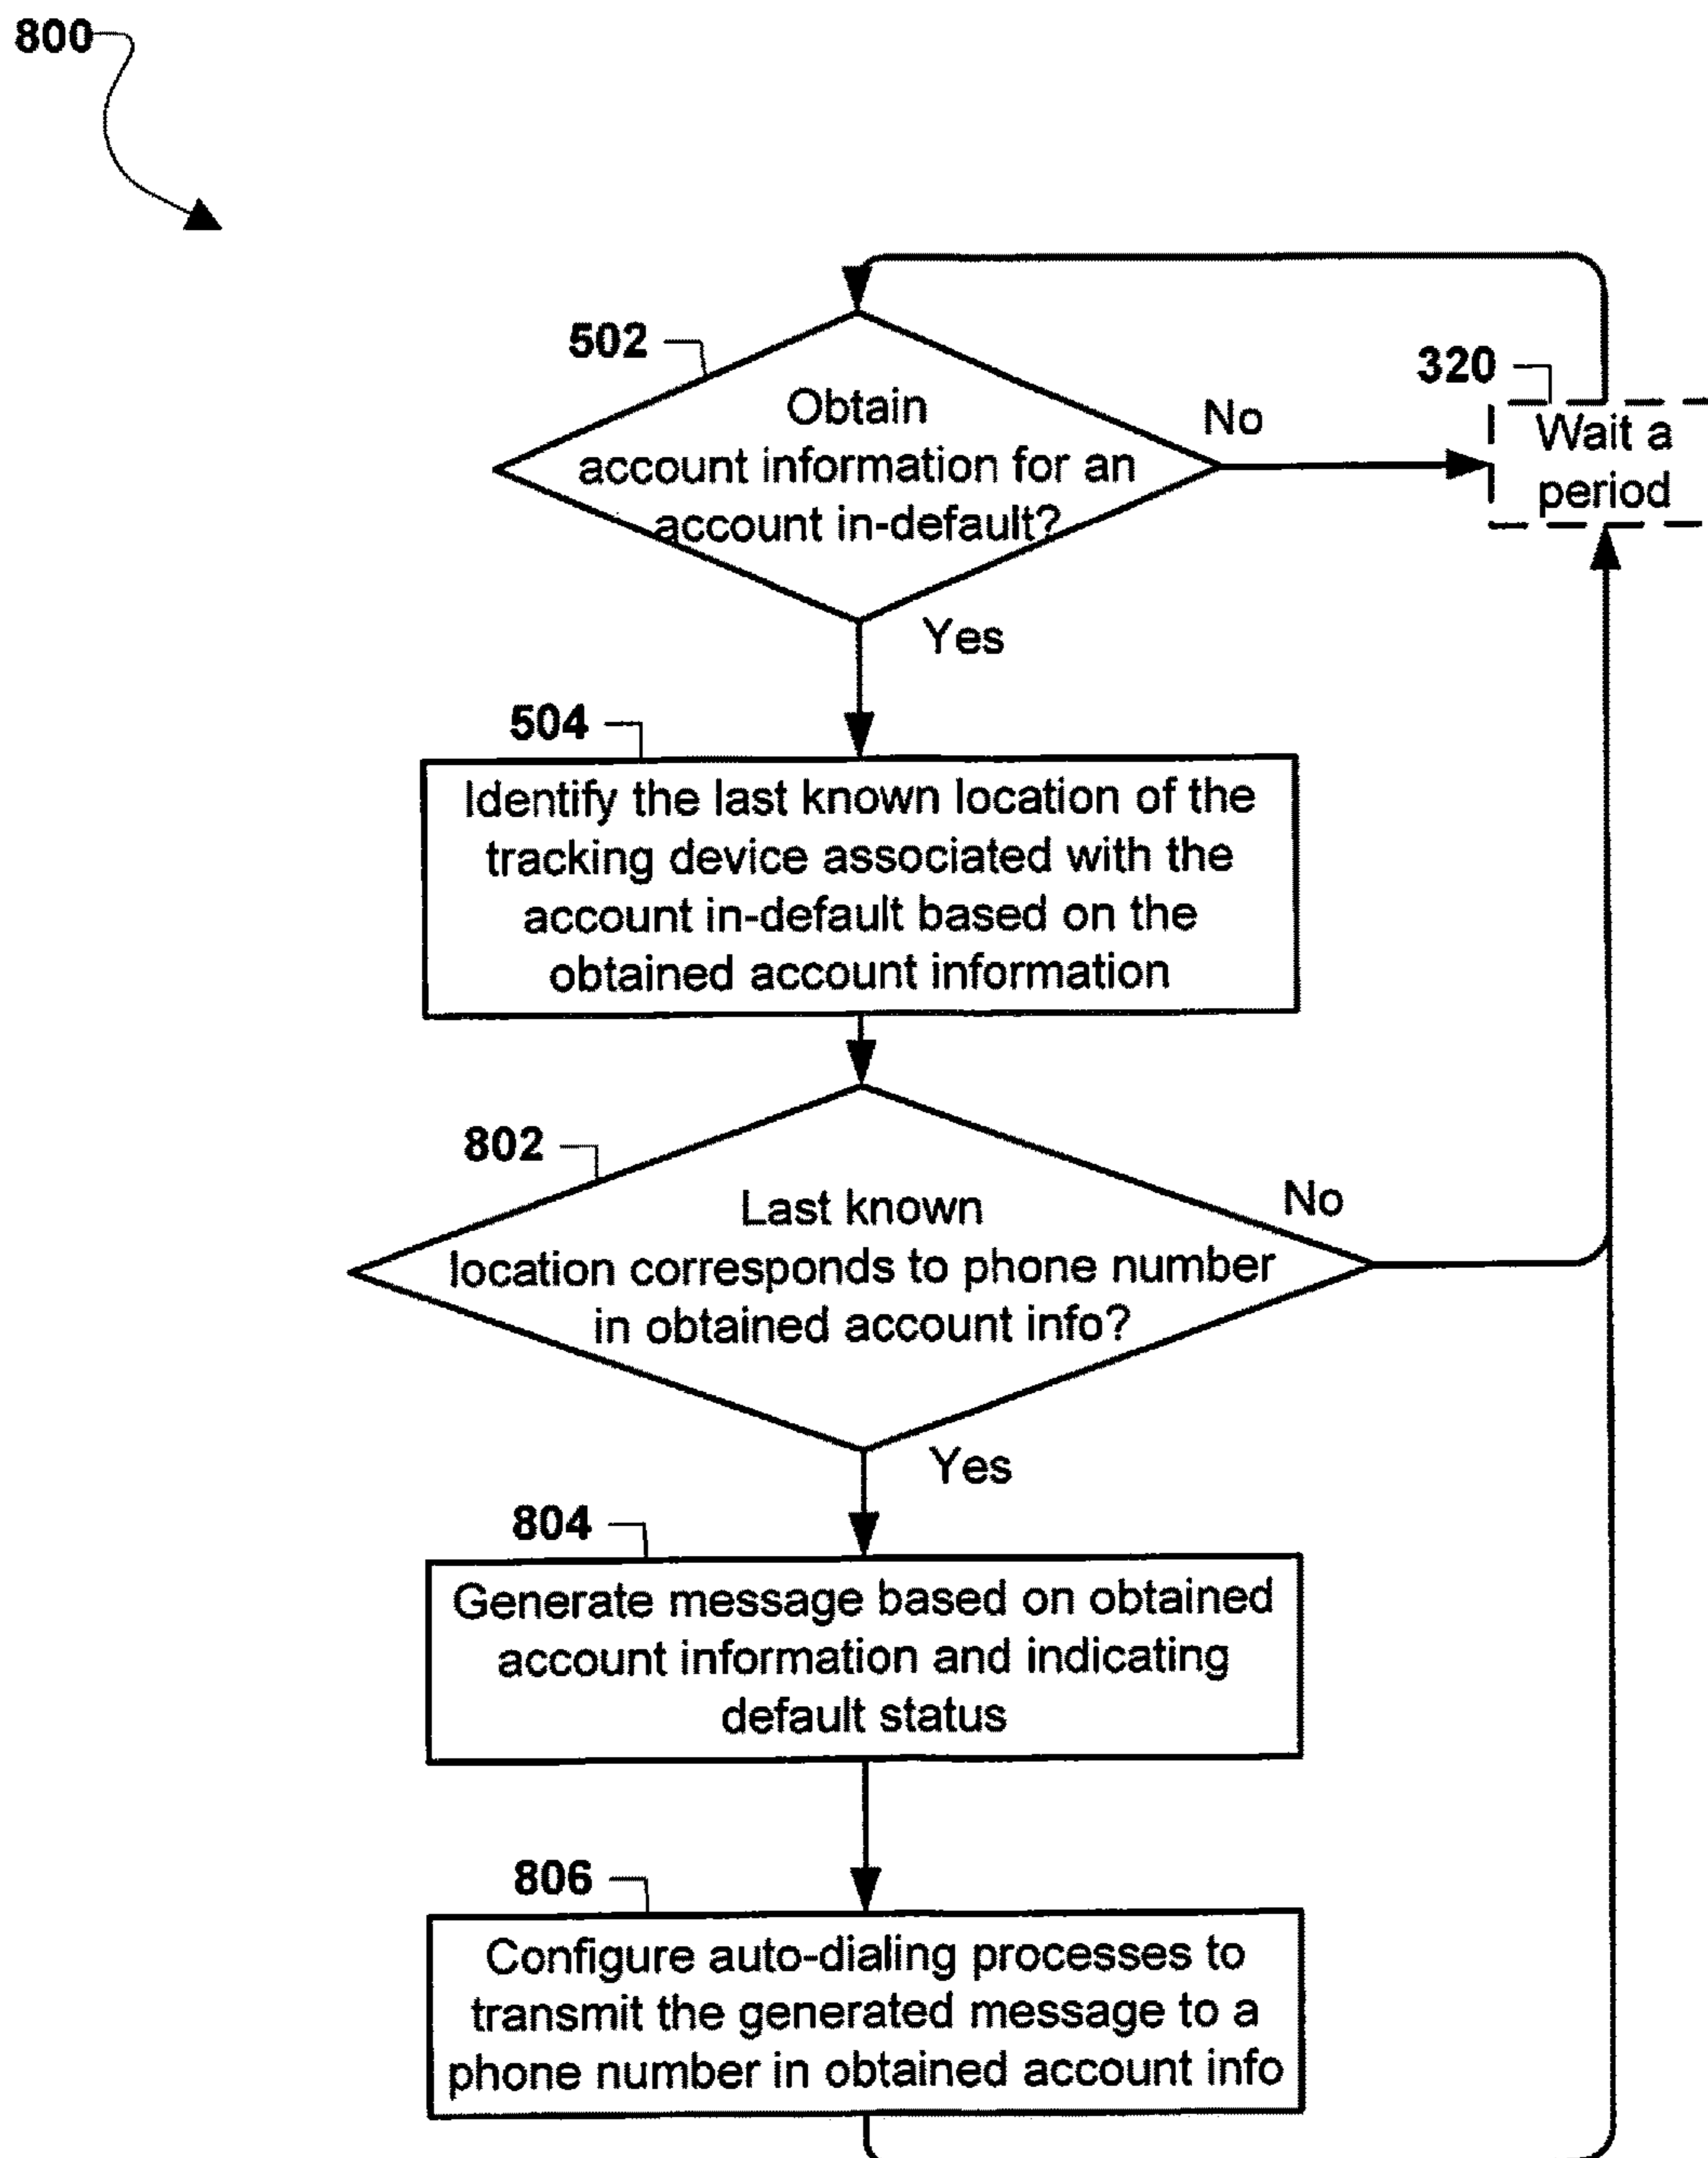 800
502
Obtain
account information for an
account in-default?
No
320
Wait a
period
Yes
504
Identify the last known location of the
tracking device associated with the
account in-default based on the
obtained account information
802
Last known
location corresponds to phone number
in obtained account info?
No
Yes
804
Generate message based on obtained
account information and indicating
default status
806
Configure auto-dialing processes to
transmit the generated message to a
phone number in obtained account info